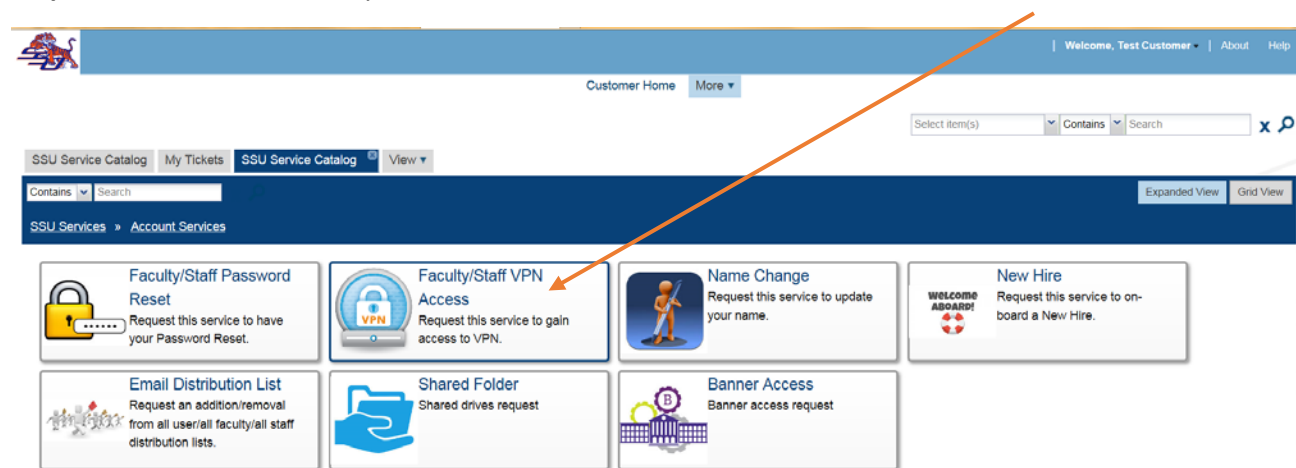 | Welcome, Test Customer | About Help
Customer Home More
Select item(s) Contains Search X
SSU Service Catalog My Tickets SSU Service Catalog View
Contains Search Expanded View Grid View
SSU Services » Account Services
Faculty/Staff Password
Reset
Request this service to have
your Password Reset.
VPN
Faculty/Staff VPN
Access
Request this service to gain
access to VPN.
Name Change
Request this service to update
your name.
WELCOME
ABOARD!
New Hire
Request this service to on-
board a New Hire.
Email Distribution List
Request an addition/removal
from all user/all faculty/all staff
distribution lists.
Shared Folder
Shared drives request
B
Banner Access
Banner access request